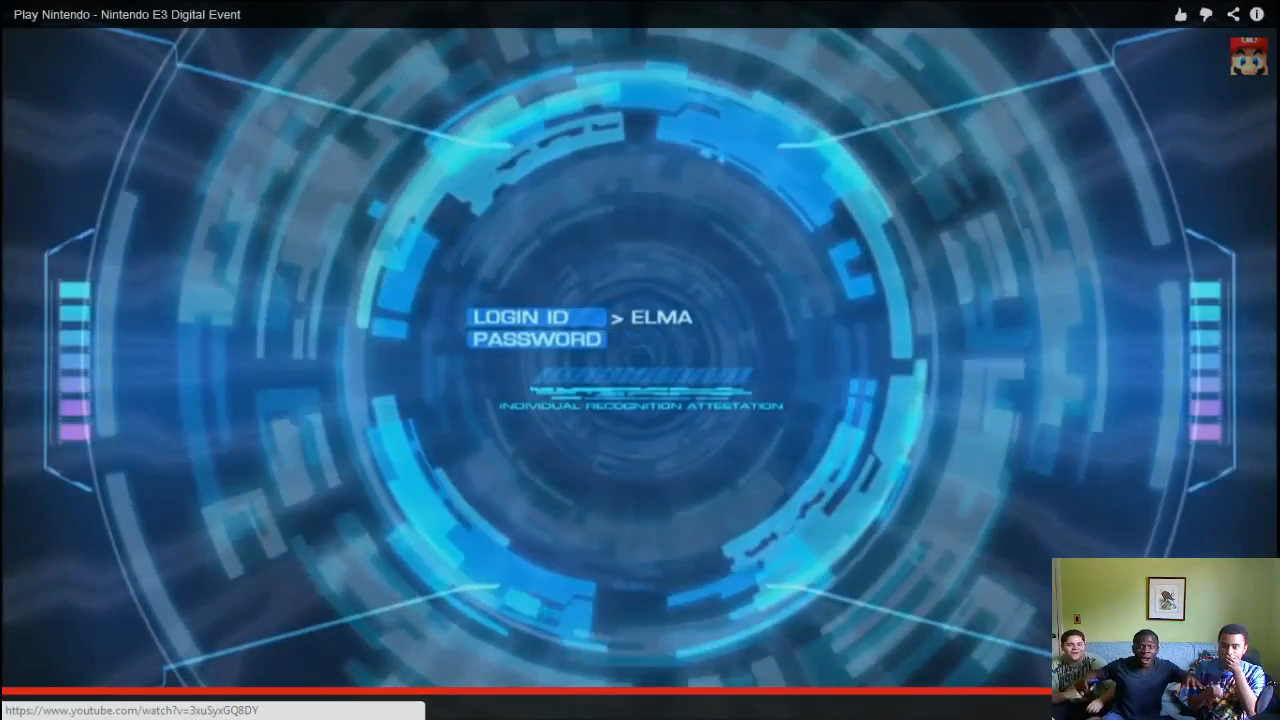 Play Nintendo - Nintendo E3 Digital Event
LOGIN ID > ELMA
PASSWORD
INDIVIDUAL RECOGNITION ATTESTATION
https://www.youtube.com/watch?v=3xuSyxGQ8DY